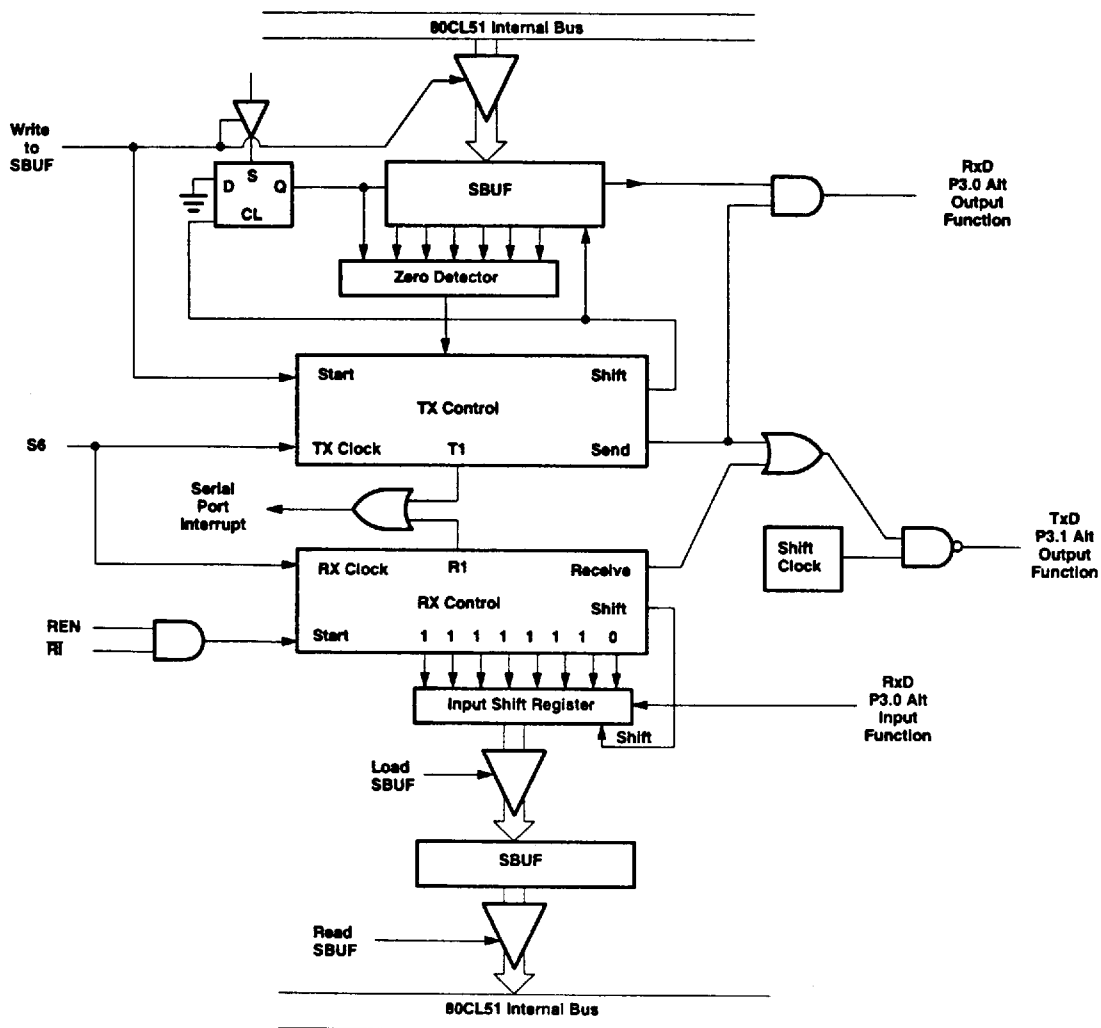 80CL51 Internal Bus
Write
to
SBUF
S
D
Q
CL
SBUF
RxD
P3.0 Alt
Output
Function
Zero Detector
Start
Shift
TX Control
S6
TX Clock
T1
Send
Serial
Port
Interrupt
Shift
Clock
TxD
P3.1 Alt
Output
Function
RX Clock
R1
Receive
RX Control
Shift
REN
R̅I̅
Start
1 1 1 1 1 1 1 0
Input Shift Register
RxD
P3.0 Alt
Input
Function
Shift
Load
SBUF
SBUF
Read
SBUF
80CL51 Internal Bus